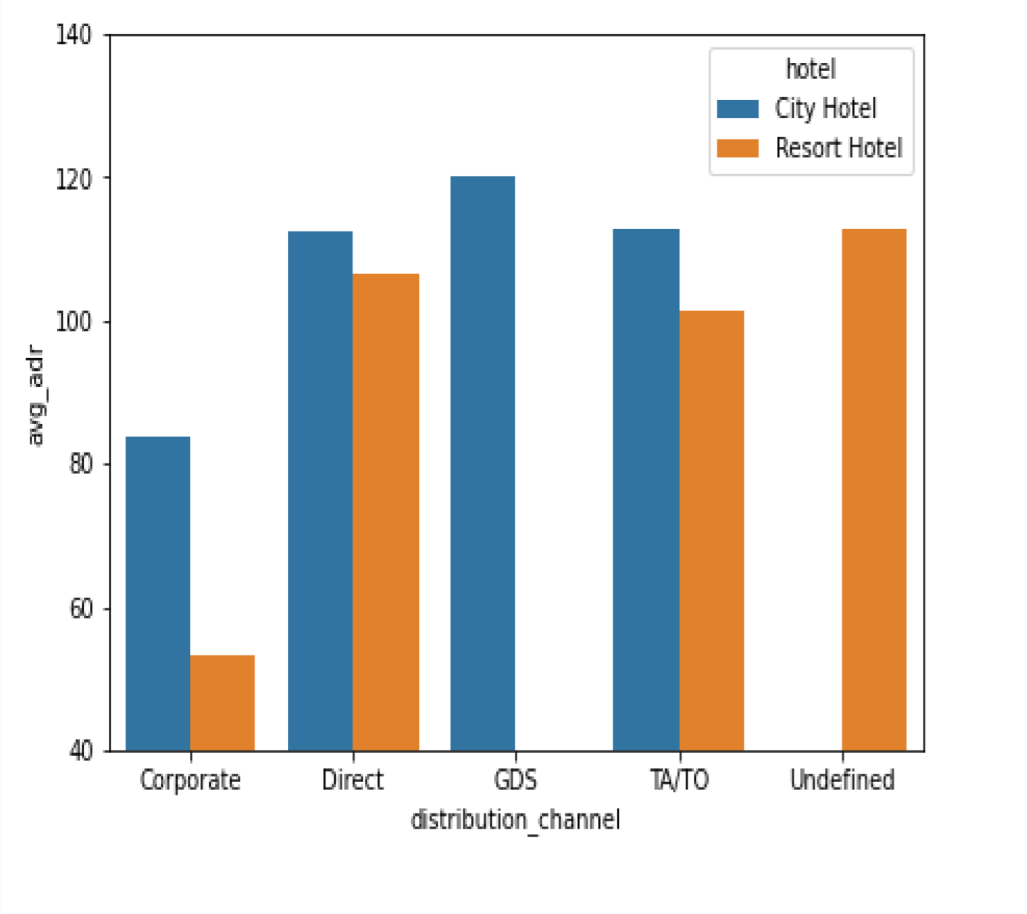 140
120
100
80
60
40
avg_adr
hotel
City Hotel
Resort Hotel
Corporate Direct GDS TA/TO Undefined
distribution_channel